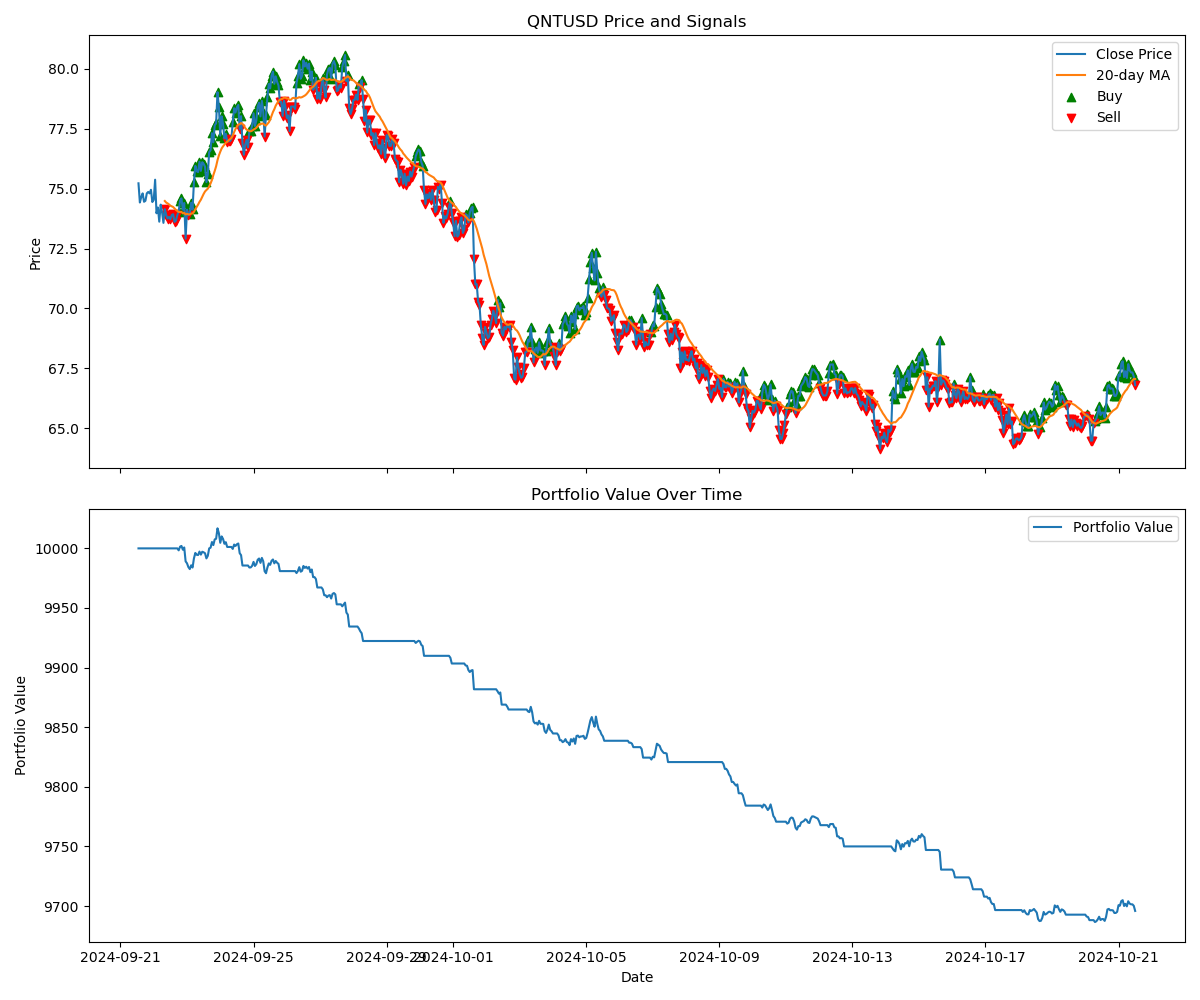 QNTUSD Price and Signals
Close Price
20-day MA
Buy
Sell
80.0
77.5
75.0
72.5
70.0
67.5
65.0
Price
Portfolio Value Over Time
Portfolio Value
10000
9950
9900
9850
9800
9750
9700
Portfolio Value
2024-09-21 2024-09-25 2024-09-29 2024-10-01 2024-10-05 2024-10-09 2024-10-13 2024-10-17 2024-10-21
Date